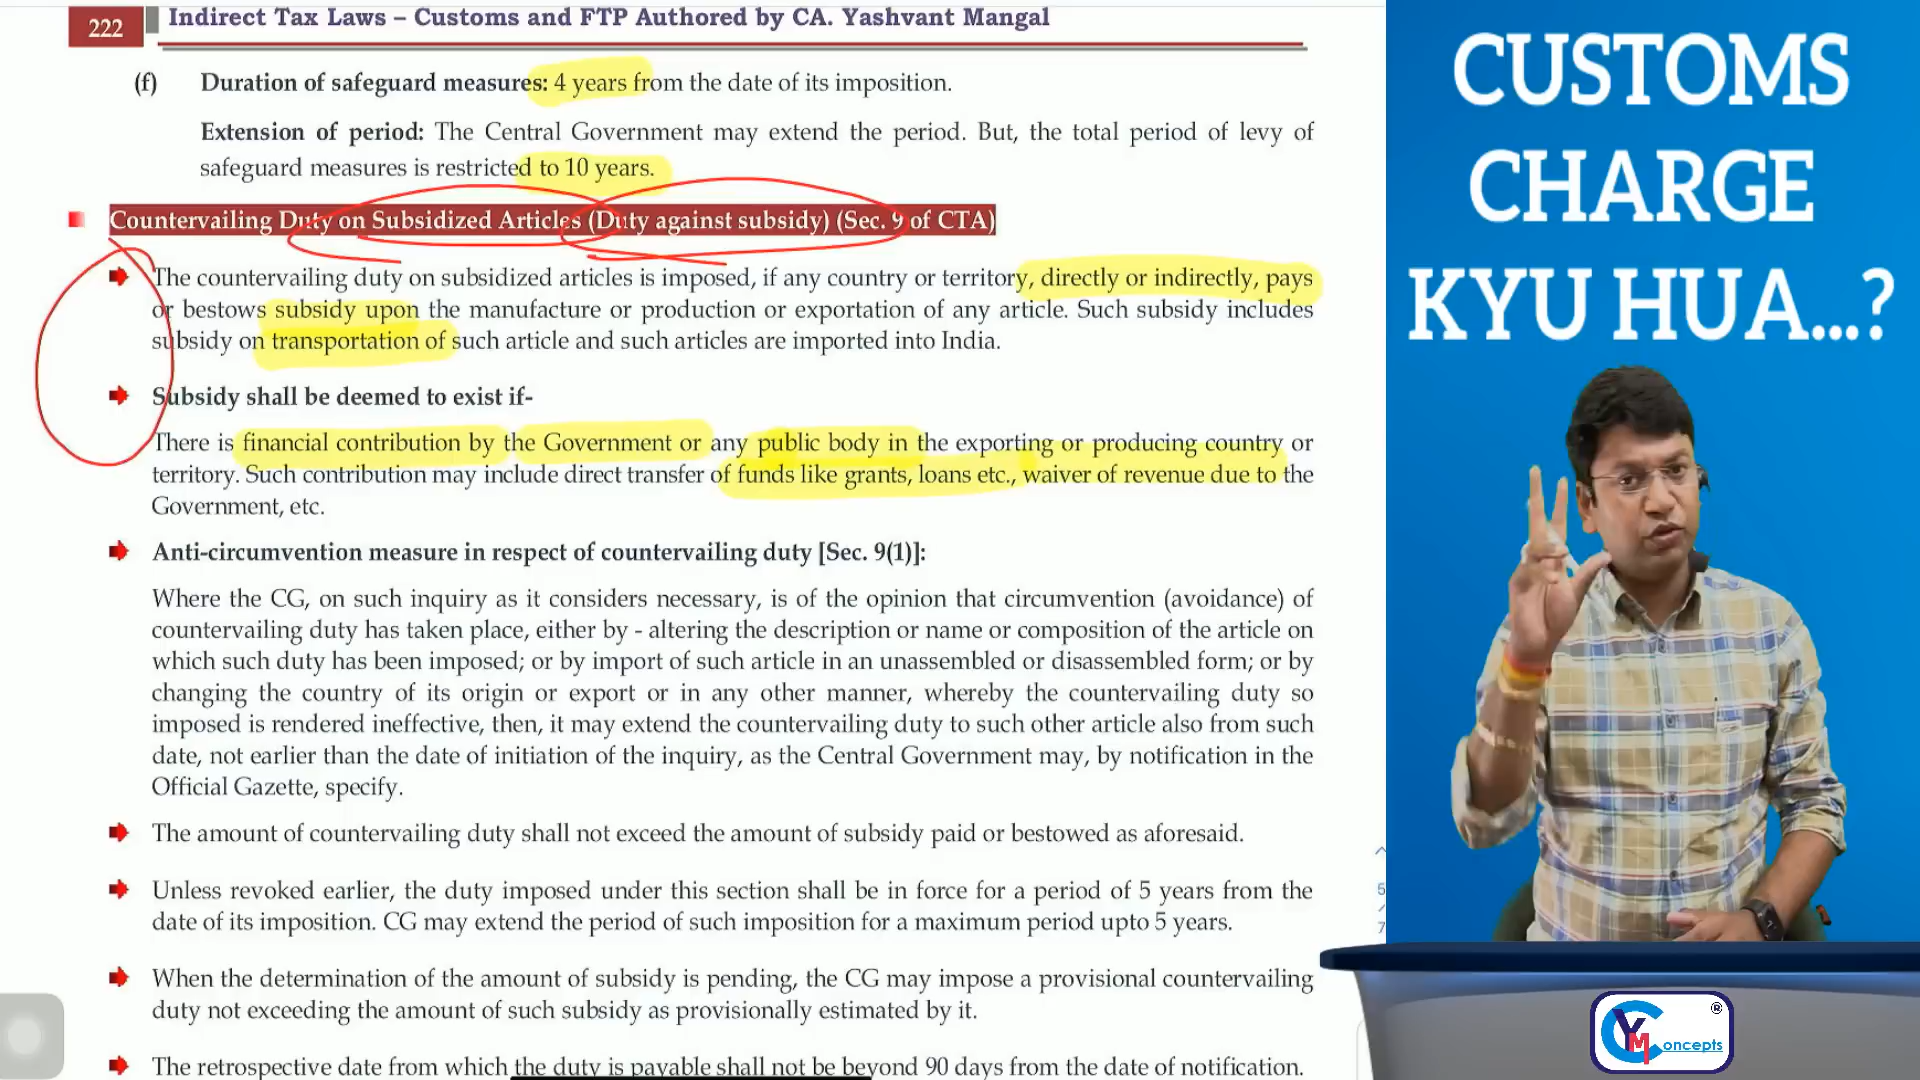 222
Indirect Tax Laws – Customs and FTP Authored by CA. Yashvant Mangal
(f) Duration of safeguard measures: 4 years from the date of its imposition.
Extension of period: The Central Government may extend the period. But, the total period of levy of
safeguard measures is restricted to 10 years.
Countervailing Duty on Subsidized Articles (Duty against subsidy) (Sec. 9 of CTA)
The countervailing duty on subsidized articles is imposed, if any country or territory, directly or indirectly, pays
or bestows subsidy upon the manufacture or production or exportation of any article. Such subsidy includes
subsidy on transportation of such article and such articles are imported into India.
Subsidy shall be deemed to exist if-
There is financial contribution by the Government or any public body in the exporting or producing country or
territory. Such contribution may include direct transfer of funds like grants, loans etc., waiver of revenue due to the
Government, etc.
Anti-circumvention measure in respect of countervailing duty [Sec. 9(1)]:
Where the CG, on such inquiry as it considers necessary, is of the opinion that circumvention (avoidance) of
countervailing duty has taken place, either by - altering the description or name or composition of the article on
which such duty has been imposed; or by import of such article in an unassembled or disassembled form; or by
changing the country of its origin or export or in any other manner, whereby the countervailing duty so
imposed is rendered ineffective, then, it may extend the countervailing duty to such other article also from such
date, not earlier than the date of initiation of the inquiry, as the Central Government may, by notification in the
Official Gazette, specify.
The amount of countervailing duty shall not exceed the amount of subsidy paid or bestowed as aforesaid.
Unless revoked earlier, the duty imposed under this section shall be in force for a period of 5 years from the
date of its imposition. CG may extend the period of such imposition for a maximum period upto 5 years.
When the determination of the amount of subsidy is pending, the CG may impose a provisional countervailing
duty not exceeding the amount of such subsidy as provisionally estimated by it.
The retrospective date from which the duty is payable shall not be beyond 90 days from the date of notification.
5
7
CUSTOMS
CHARGE
KYU HUA...?
YM Concepts ®